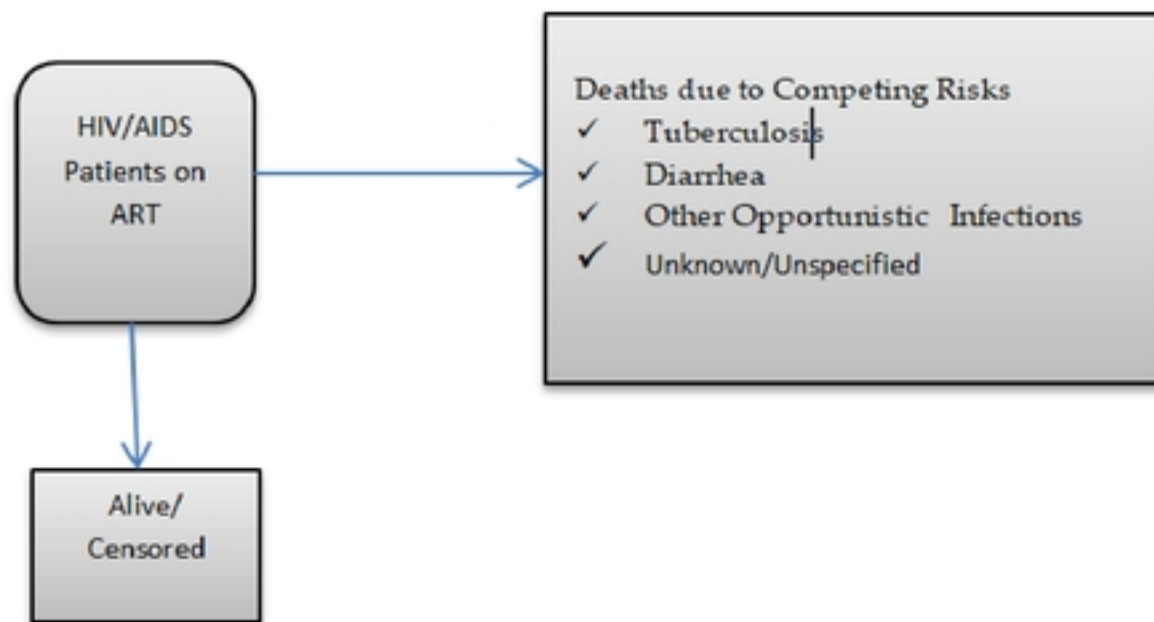 HIV/AIDS
Patients on
ART
Deaths due to Competing Risks
✓ Tuberculosis
✓ Diarrhea
✓ Other Opportunistic Infections
✓ Unknown/Unspecified
Alive/
Censored